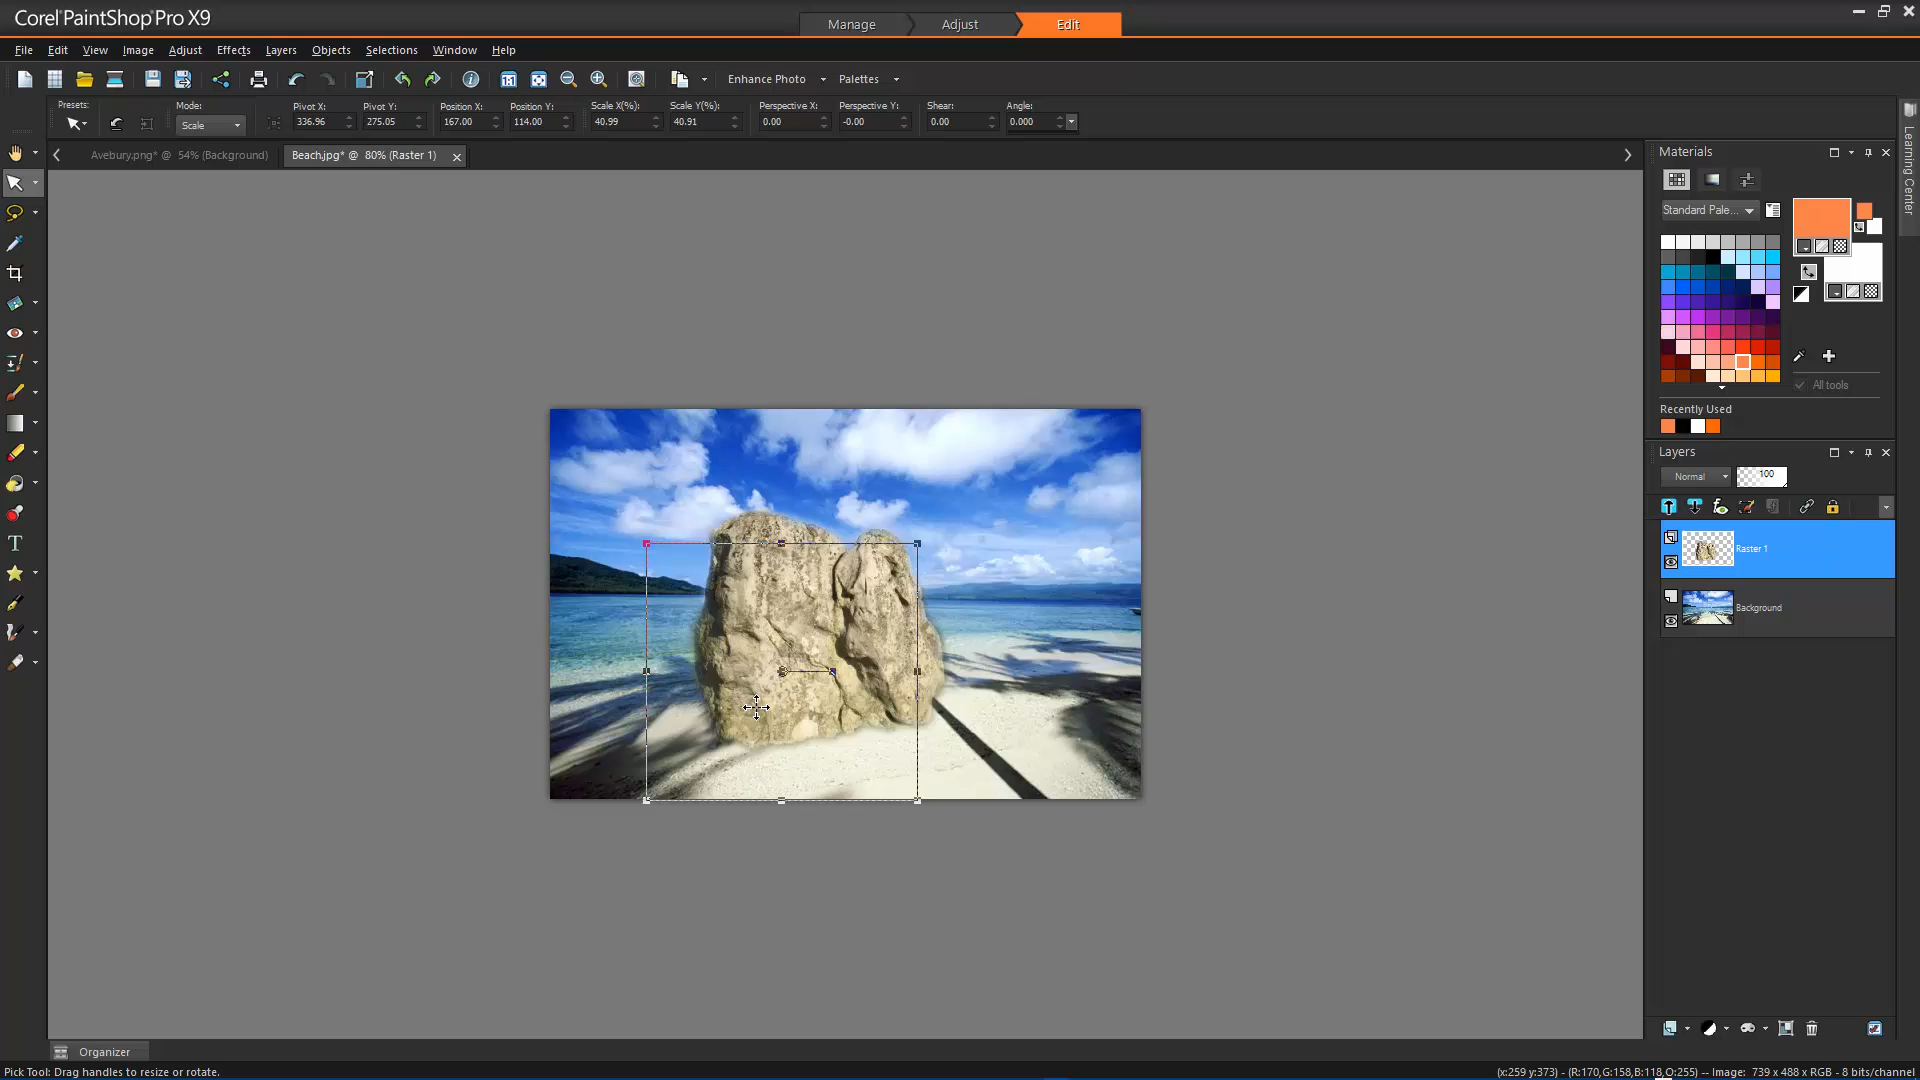 Corel PaintShop Pro X9
Manage
Adjust
Edit
File
Edit
View
Image
Adjust
Effects
Layers
Objects
Selections
Window
Help
Enhance Photo
Palettes
Presets:
Mode:
Scale
Pivot X:
336.96
Pivot Y:
275.05
Position X:
167.00
Position Y:
114.00
Scale X(%):
40.99
Scale Y(%):
40.91
Perspective X:
0.00
Perspective Y:
-0.00
Shear:
0.00
Angle:
0.000
Avebury.png* @ 54% (Background)
Beach.jpg* @ 80% (Raster 1)
Materials
Standard Pale...
All tools
Recently Used
Learning Center
Layers
Normal
100
Raster 1
Background
Organizer
Pick Tool: Drag handles to resize or rotate.
(x:259 y:373) - (R:170,G:158,B:118,O:255) -- Image: 739 x 488 x RGB - 8 bits/channel